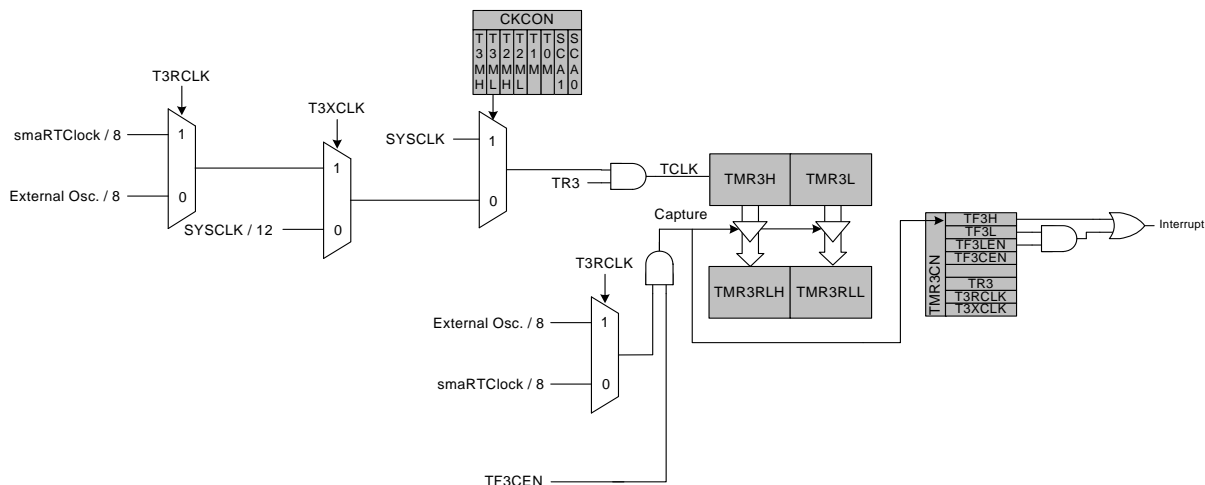 CKCON
T3MH T3ML T2MH T2ML T1M T0M SCA1 SCA0
T3RCLK
smaRTClock / 8
1
External Osc. / 8
0
T3XCLK
1
SYSCLK / 12
0
SYSCLK
1
0
TR3
TCLK
TMR3H
TMR3L
Capture
TMR3RLH
TMR3RLL
T3RCLK
External Osc. / 8
1
smaRTClock / 8
0
TF3CEN
TMR3CN
TF3H
TF3L
TF3LEN
TF3CEN
TR3
T3RCLK
T3XCLK
Interrupt